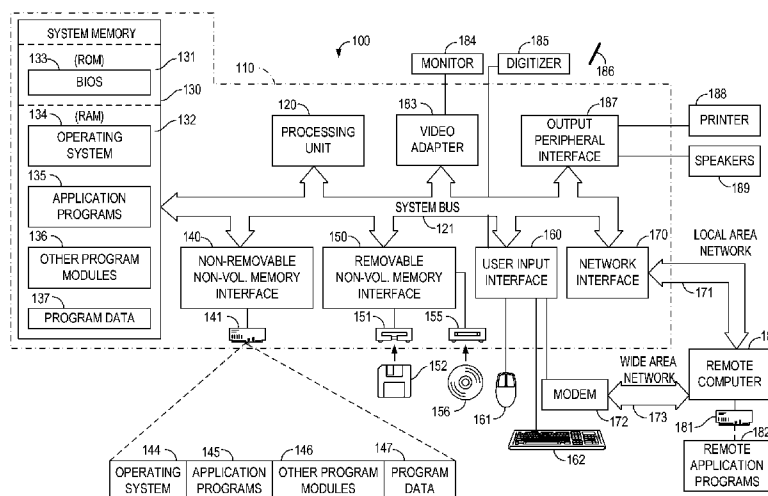 SYSTEM MEMORY
(ROM)
133
131
BIOS
130
134
(RAM)
132
OPERATING
SYSTEM
135
APPLICATION
PROGRAMS
136
OTHER PROGRAM
MODULES
137
PROGRAM DATA
100
110
184
MONITOR
185
DIGITIZER
186
120
PROCESSING
UNIT
183
VIDEO
ADAPTER
187
OUTPUT
PERIPHERAL
INTERFACE
188
PRINTER
SPEAKERS
189
SYSTEM BUS
121
140
NON-REMOVABLE
NON-VOL. MEMORY
INTERFACE
141
150
REMOVABLE
NON-VOL. MEMORY
INTERFACE
151
155
152
156
160
USER INPUT
INTERFACE
161
162
170
NETWORK
INTERFACE
LOCAL AREA
NETWORK
171
WIDE AREA
NETWORK
MODEM
172
173
REMOTE
COMPUTER
181
182
REMOTE
APPLICATION
PROGRAMS
144
OPERATING
SYSTEM
145
APPLICATION
PROGRAMS
146
OTHER PROGRAM
MODULES
147
PROGRAM
DATA